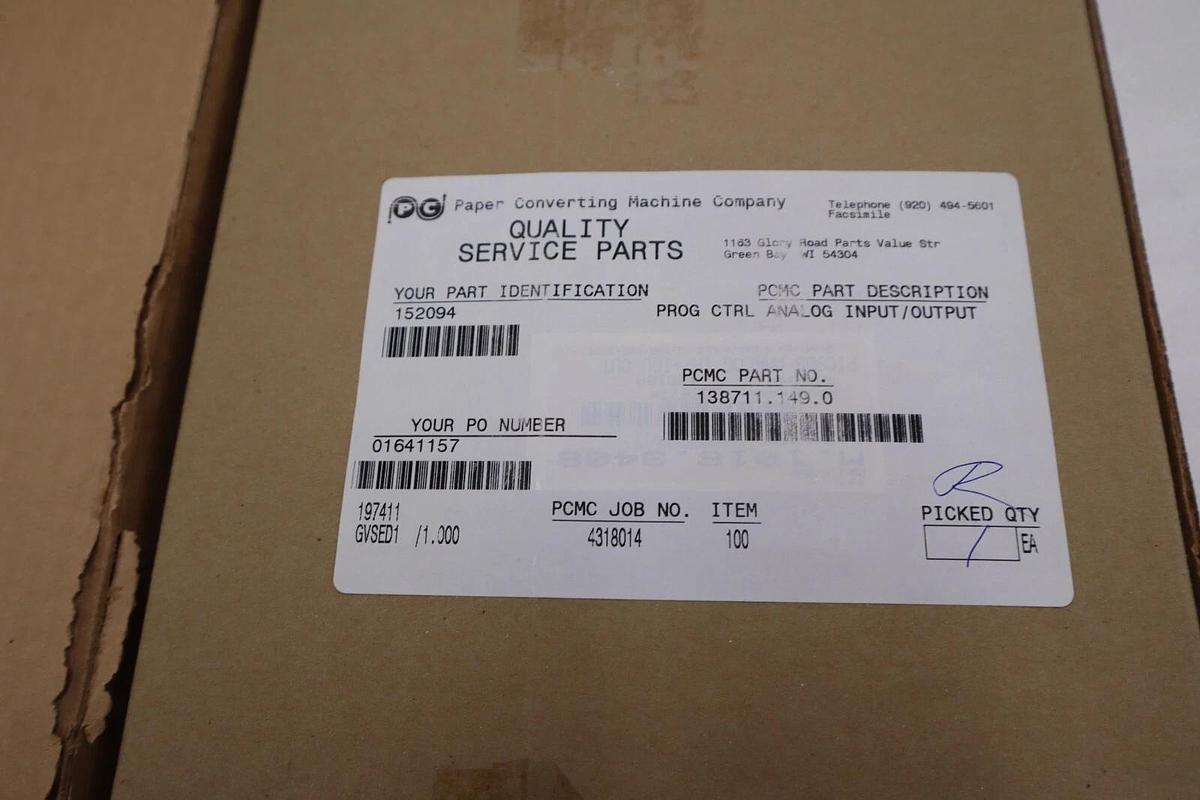 PC Paper Converting Machine Company
Telephone (920) 494-5601
Facsimile
QUALITY
SERVICE PARTS
1163 Glory Road Parts Value Str
Green Bay WI 54304
YOUR PART IDENTIFICATION
152094
PCMC PART DESCRIPTION
PROG CTRL ANALOG INPUT/OUTPUT
PCMC PART NO.
138711.149.0
YOUR PO NUMBER
01641157
197411
GVSED1 /1.000
PCMC JOB NO.
4318014
ITEM
100
R
PICKED QTY
1 EA